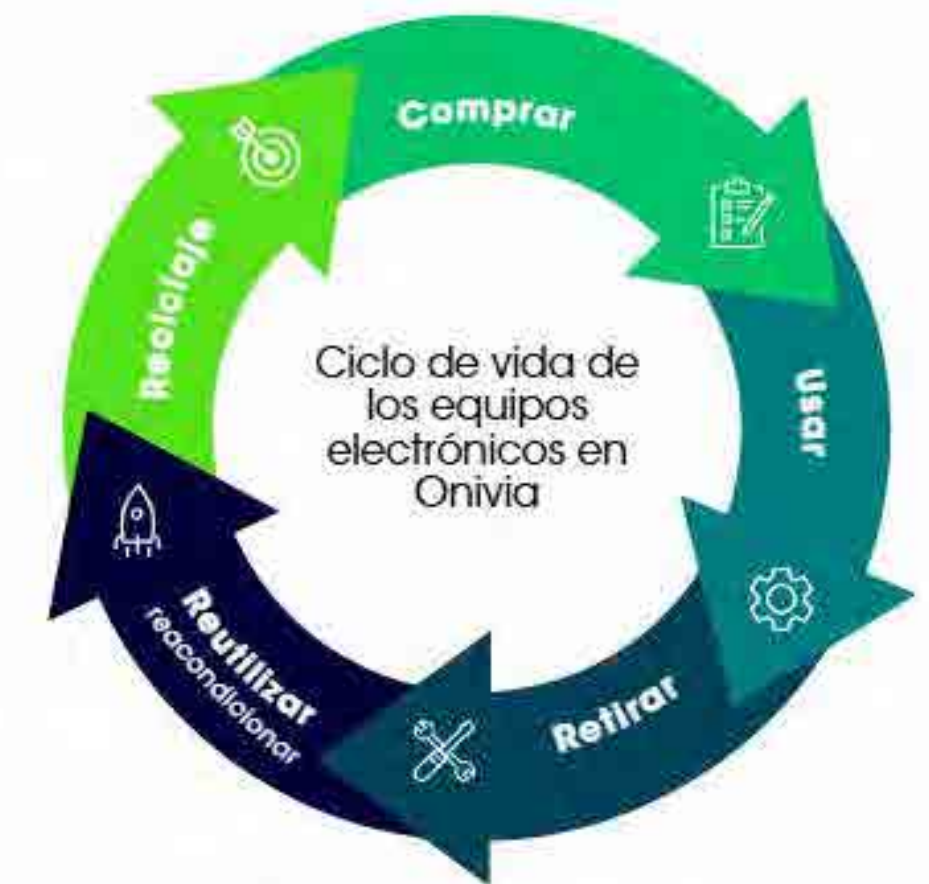 Comprar
Usar
Retirar
Reutilizar
reacondicionar
Reciclaje
Ciclo de vida de
los equipos
electrónicos en
Onivia